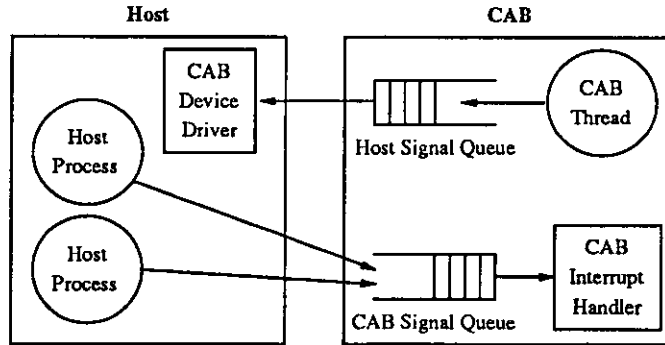 Host
CAB
CAB
Device
Driver
CAB
Thread
Host
Process
Host Signal Queue
Host
Process
CAB
Interrupt
Handler
CAB Signal Queue